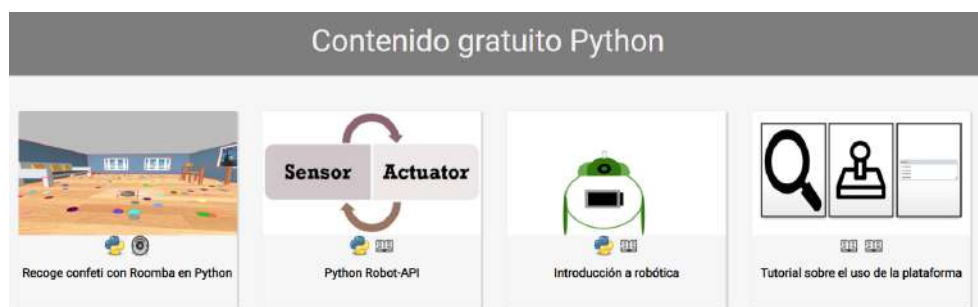 Contenido gratuito Python
Sensor Actuator
Recoge confeti con Roomba en Python
Python Robot-API
Introducción a robótica
Tutorial sobre el uso de la plataforma